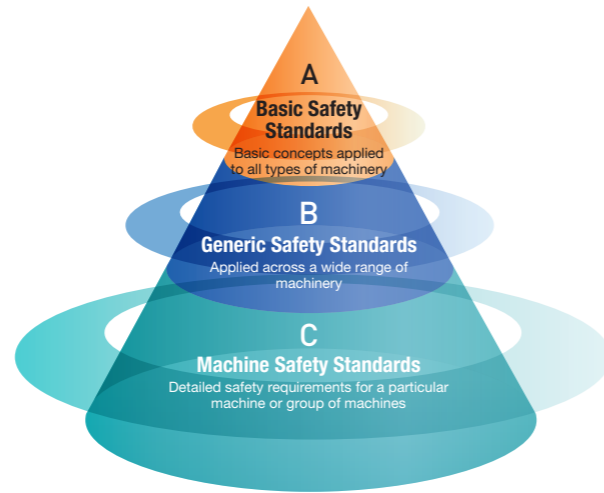 A
Basic Safety
Standards
Basic concepts applied
to all types of machinery
B
Generic Safety Standards
Applied across a wide range of
machinery
C
Machine Safety Standards
Detailed safety requirements for a particular
machine or group of machines